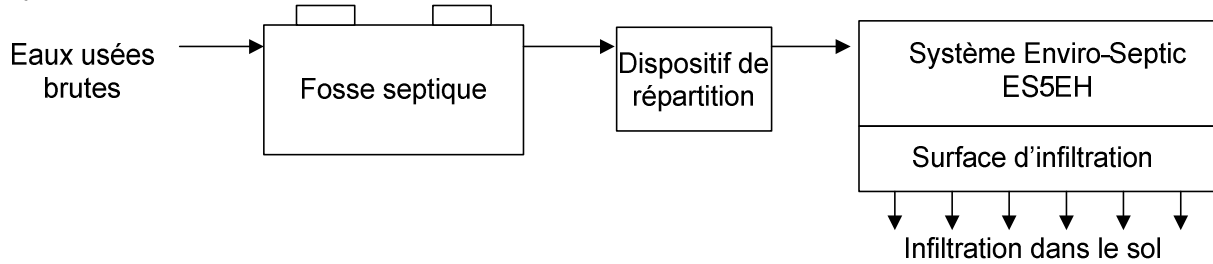 Eaux usées
brutes
Fosse septique
Dispositif de
répartition
Système Enviro-Septic
ES5EH
Surface d'infiltration
Infiltration dans le sol